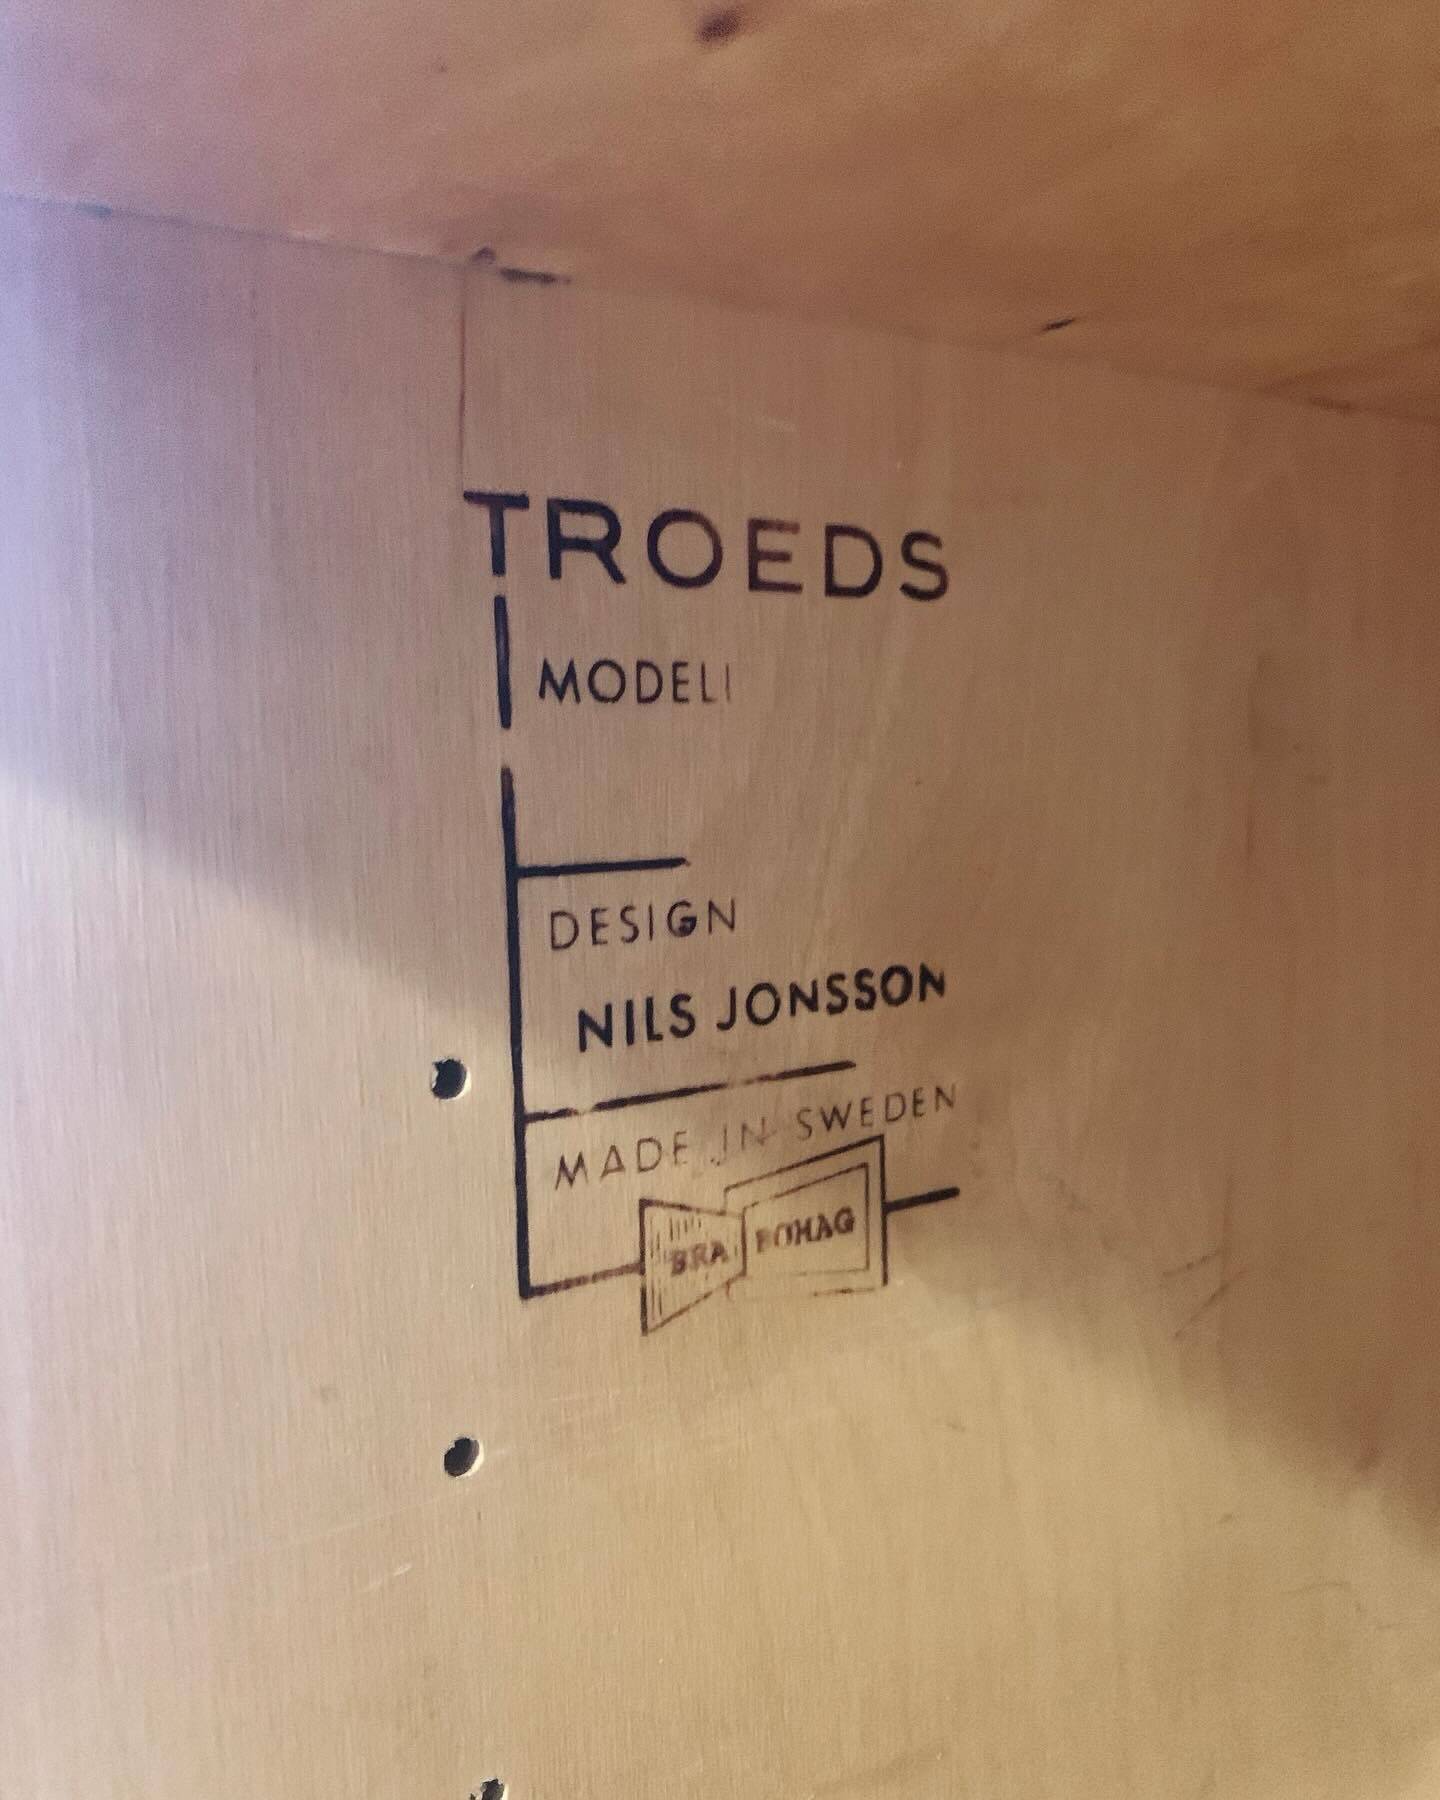 TROEDS
MODELL
DESIGN
NILS JONSSON
MADE IN SWEDEN
BRA BOHAG